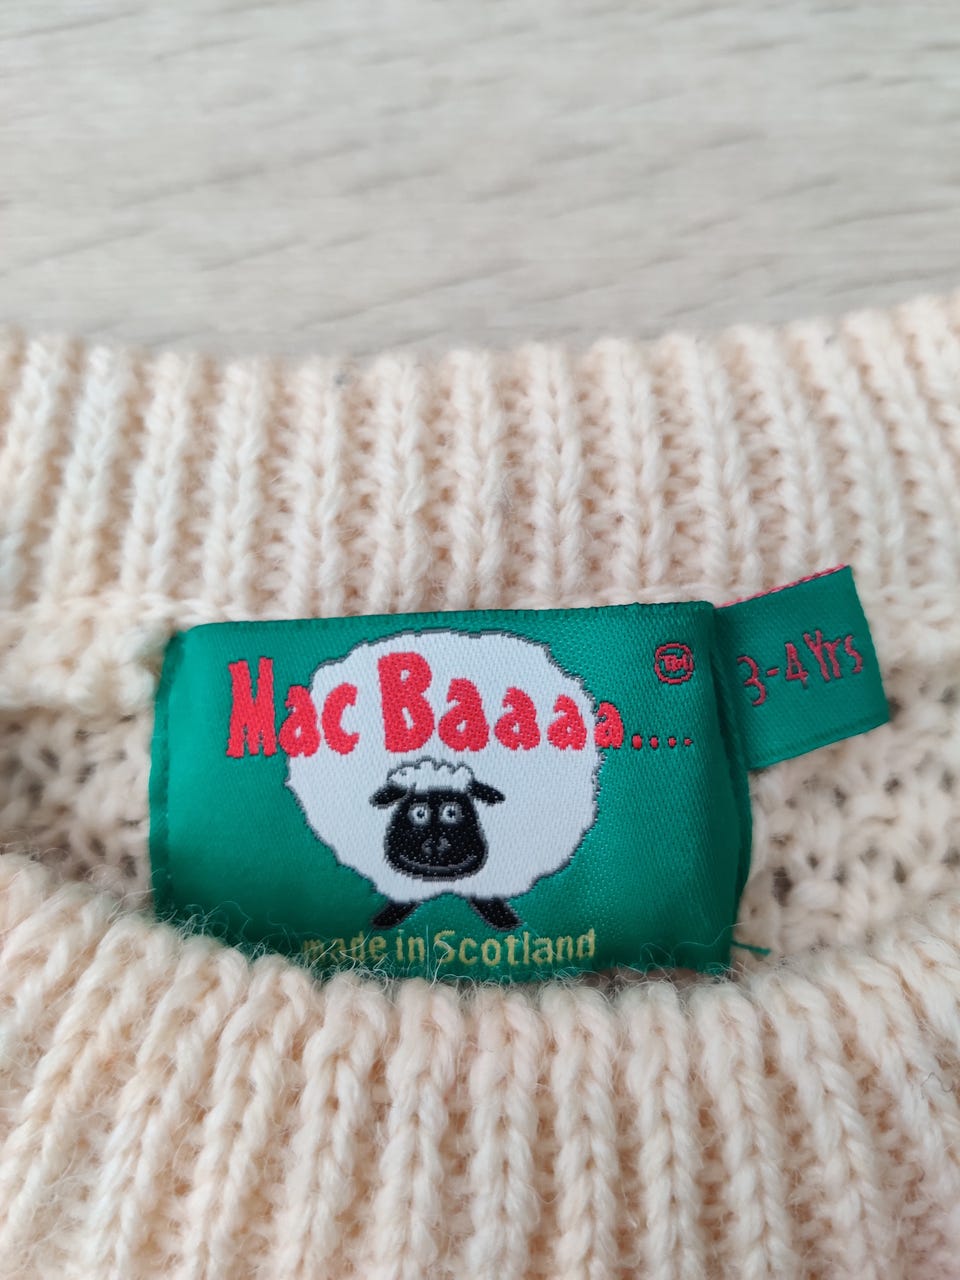 Mac Baaaa....
TM
3-4 Yrs
made in Scotland